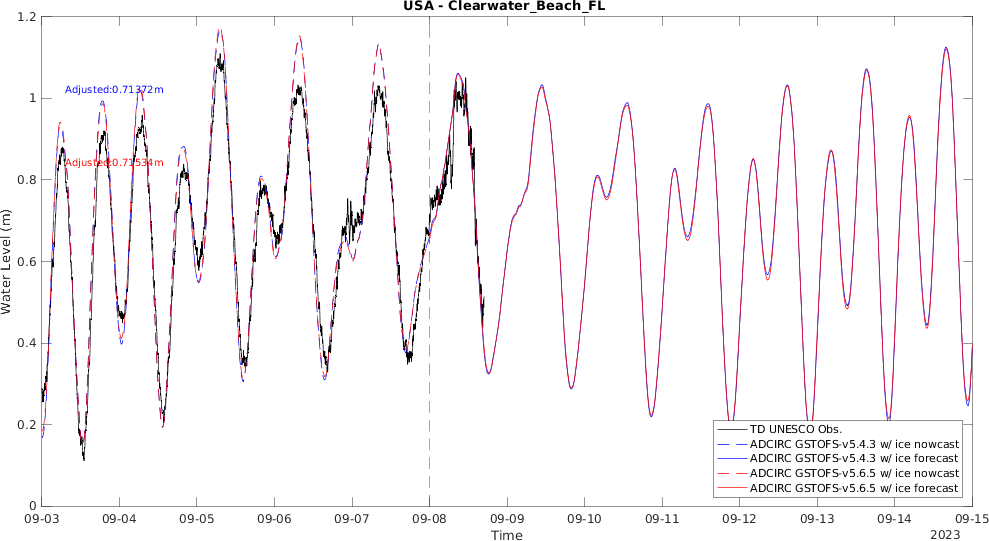 USA - Clearwater_Beach_FL
Water Level (m)
1.2
1
0.8
0.6
0.4
0.2
0
Adjusted:0.71372m
Adjusted:0.71534m
TD UNESCO Obs.
ADCIRC GSTOFS-v5.4.3 w/ ice nowcast
ADCIRC GSTOFS-v5.4.3 w/ ice forecast
ADCIRC GSTOFS-v5.6.5 w/ ice nowcast
ADCIRC GSTOFS-v5.6.5 w/ ice forecast
09-03 09-04 09-05 09-06 09-07 09-08 09-09 09-10 09-11 09-12 09-13 09-14 09-15
Time
2023